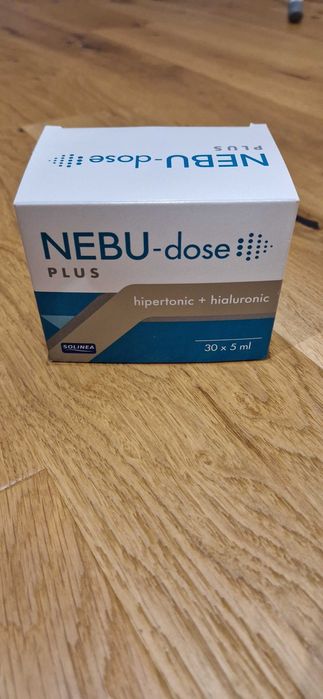 NEBU-dose
PLUS
NEBU-dose
PLUS
hipertonic + hialuronic
30 x 5 ml
SOLINEA